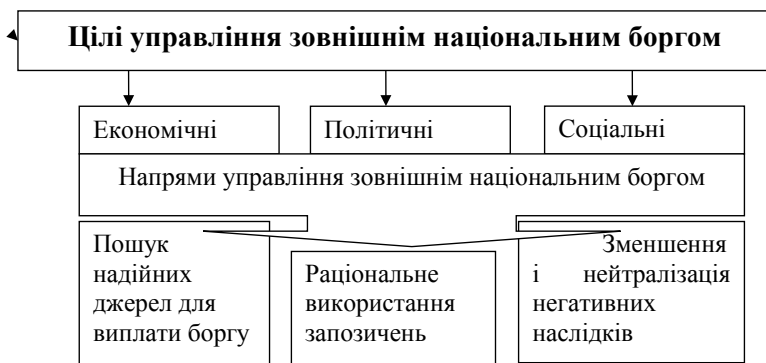 Цілі управління зовнішнім національним боргом
Економічні
Політичні
Соціальні
Напрями управління зовнішнім національним боргом
Пошук
надійних
джерел для
виплати боргу
Раціональне
використання
запозичень
Зменшення
і нейтралізація
негативних
наслідків